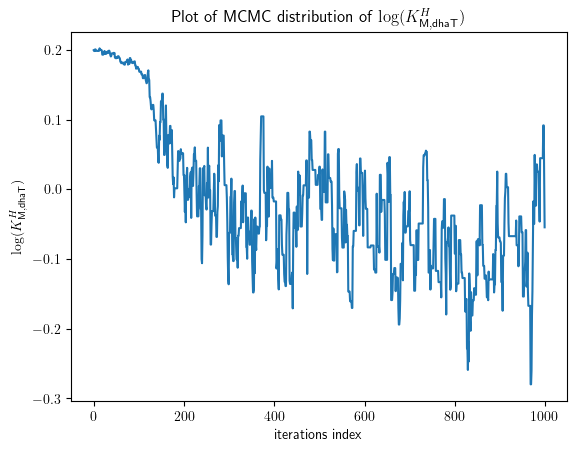 Plot of MCMC distribution of log(K^H_M,dhaT)
log(K^H_M,dhaT)
0.2
0.1
0.0
−0.1
−0.2
−0.3
0 200 400 600 800 1000
iterations index